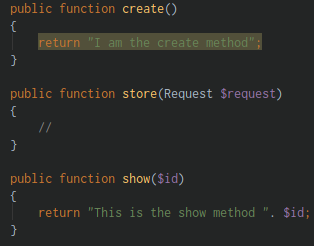 public function create()
{
    return "I am the create method";
}

public function store(Request $request)
{
    //
}

public function show($id)
{
    return "This is the show method ". $id;
}